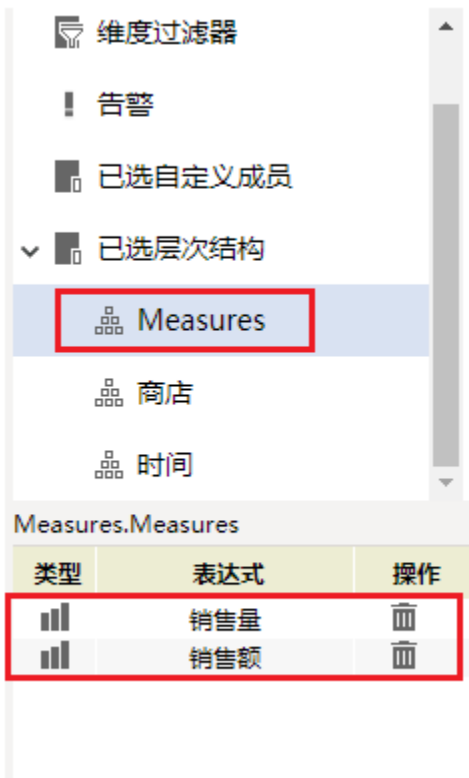 维度过滤器
告警
已选自定义成员
已选层次结构
Measures
商店
时间
Measures.Measures
类型 表达式 操作
销售量
销售额